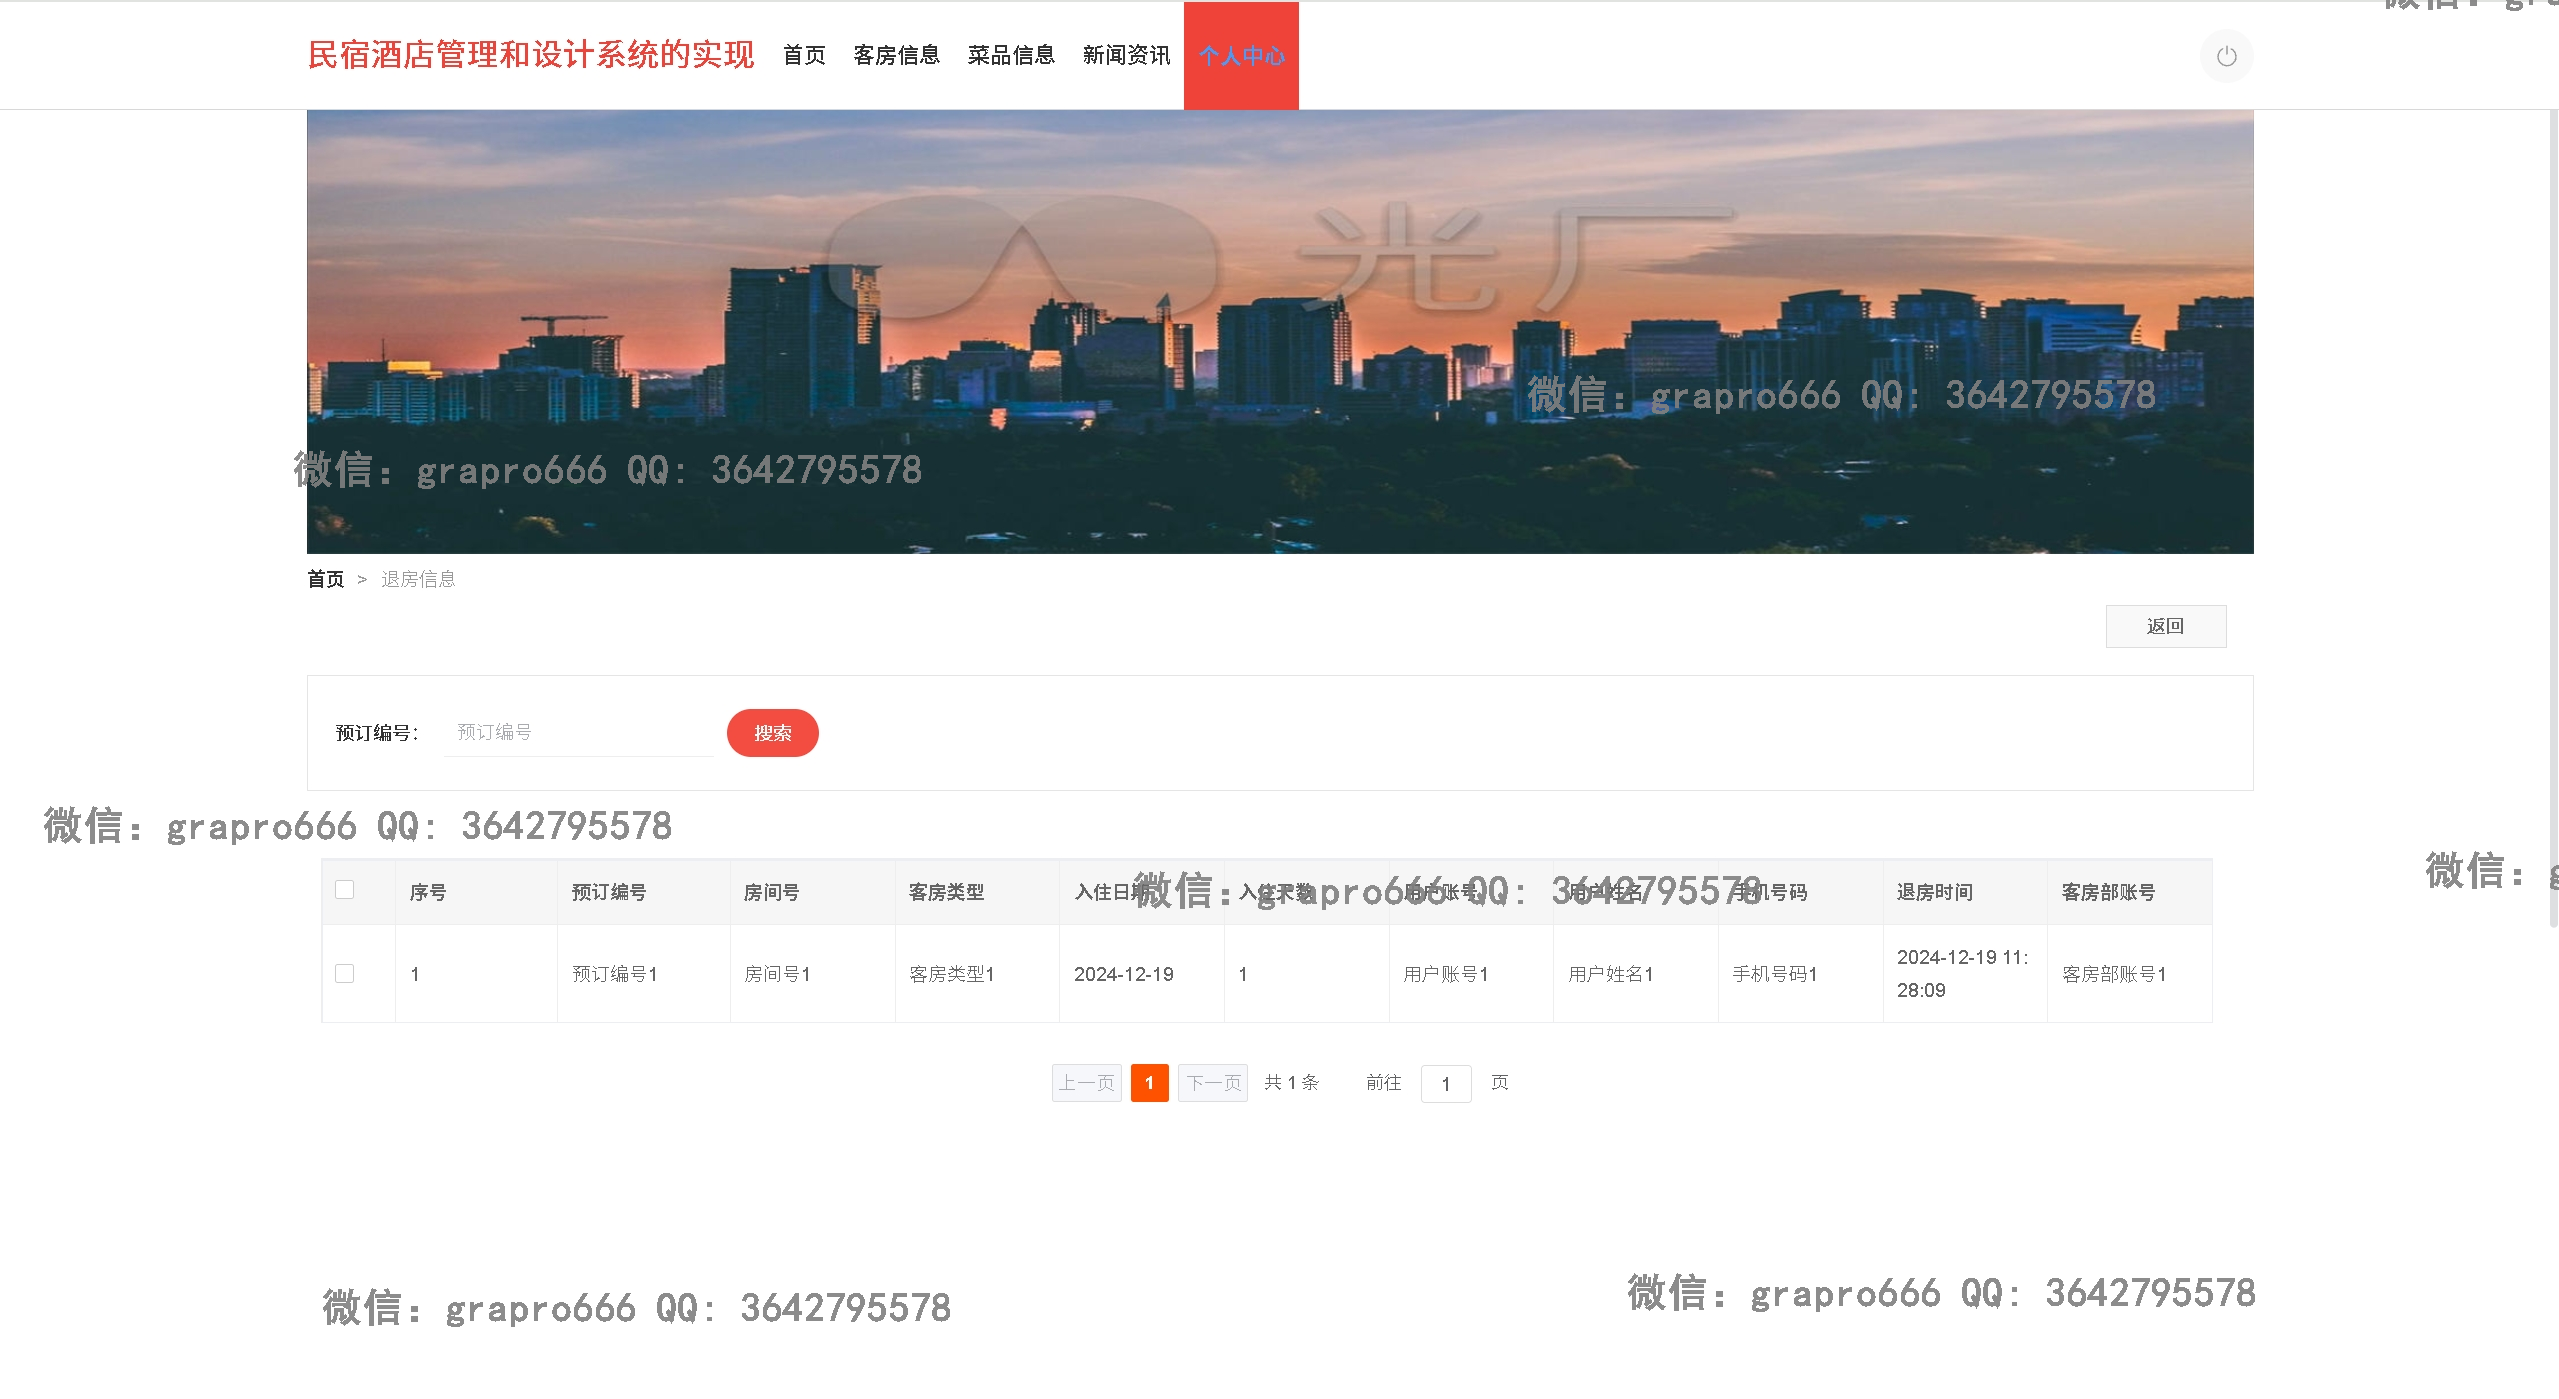 微信:
民宿酒店管理和设计系统的实现 首页 客房信息 菜品信息 新闻资讯 个人中心
光厂
微信: grapro666 QQ: 3642795578
微信: grapro666 QQ: 3642795578
首页 > 退房信息
返回
预订编号: 预订编号 搜索
微信: grapro666 QQ: 3642795578
微信: grapro666 QQ: 3642795578
微信:
序号 预订编号 房间号 客房类型 入住日期 入住天数 用户账号 用户姓名 手机号码 退房时间 客房部账号
1 预订编号1 房间号1 客房类型1 2024-12-19 1 用户账号1 用户姓名1 手机号码1 2024-12-19 11:
28:09 客房部账号1
上一页 1 下一页 共 1 条 前往 1 页
微信: grapro666 QQ: 3642795578
微信: grapro666 QQ: 3642795578